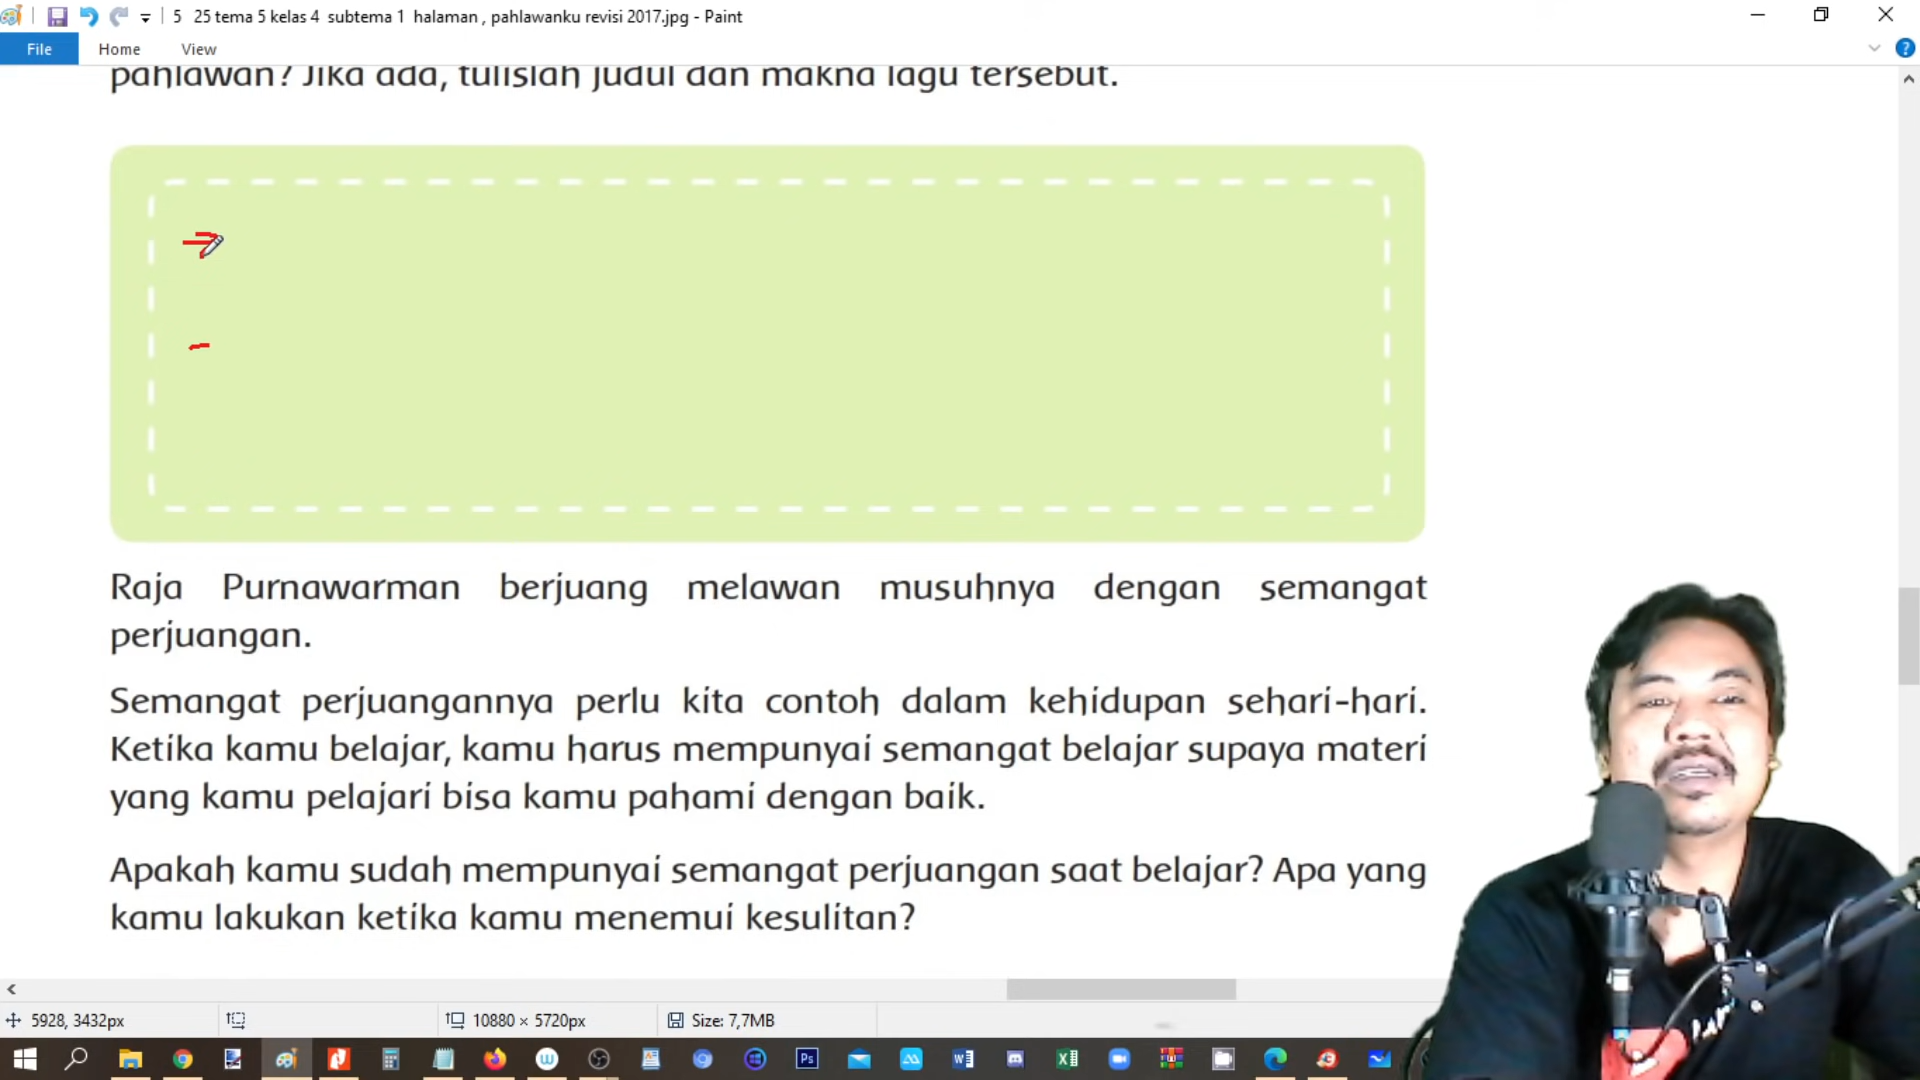 5 25 tema 5 kelas 4 subtema 1 halaman , pahlawanku revisi 2017.jpg - Paint
File Home View
pahlawan? Jika ada, tulislah judul dan makna lagu tersebut.
Raja Purnawarman berjuang melawan musuhnya dengan semangat
perjuangan.
Semangat perjuangannya perlu kita contoh dalam kehidupan sehari-hari.
Ketika kamu belajar, kamu harus mempunyai semangat belajar supaya materi
yang kamu pelajari bisa kamu pahami dengan baik.
Apakah kamu sudah mempunyai semangat perjuangan saat belajar? Apa yang
kamu lakukan ketika kamu menemui kesulitan?
5928, 3432px 10880 × 5720px Size: 7,7MB